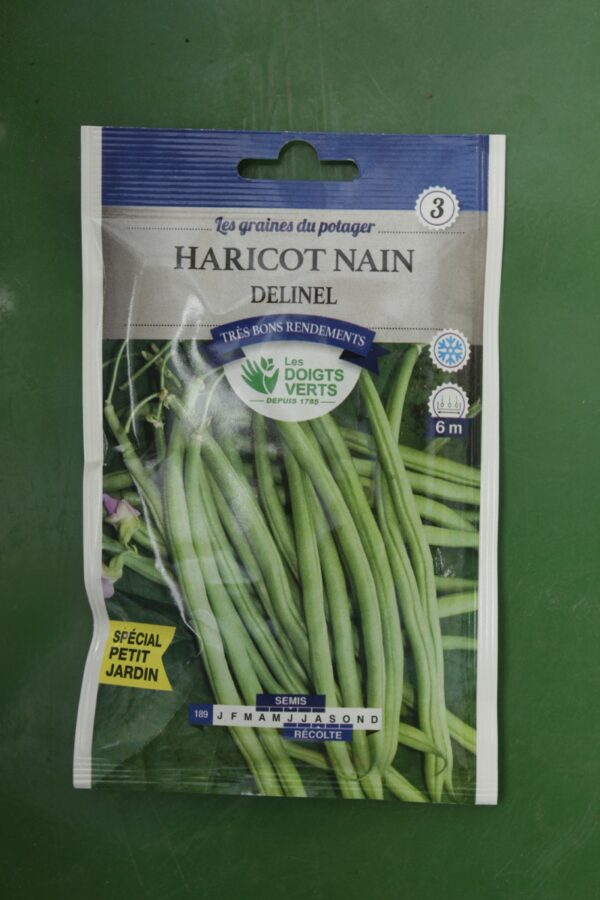 3
Les graines du potager
HARICOT NAIN
DELINEL
TRÈS BONS RENDEMENTS
Les
DOIGTS
VERTS
DEPUIS 1785
6 m
SPÉCIAL
PETIT
JARDIN
SEMIS
189 J F M A M J J A S O N D
RÉCOLTE